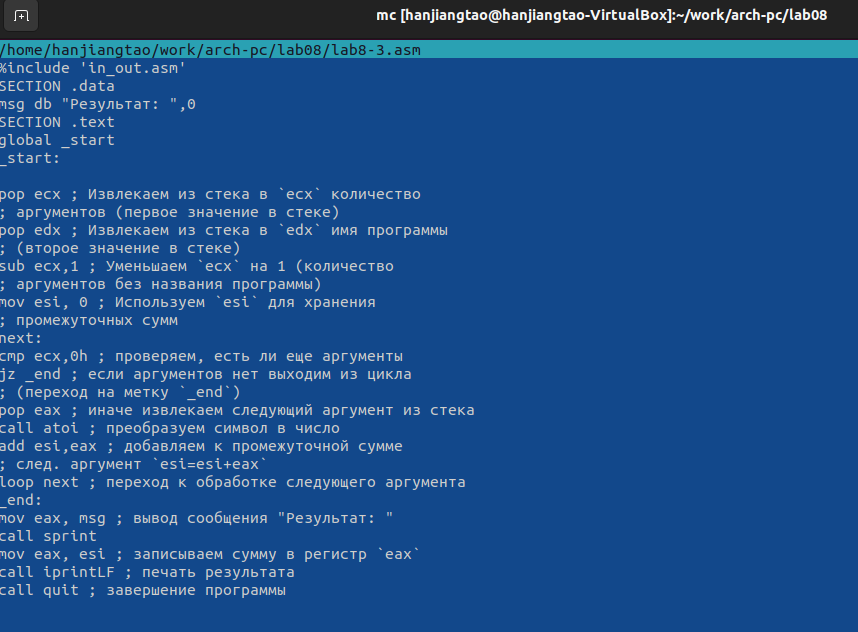 mc [hanjiangtao@hanjiangtao-VirtualBox]:~/work/arch-pc/lab08
/home/hanjiangtao/work/arch-pc/lab08/lab8-3.asm
%include 'in_out.asm'
SECTION .data
msg db "Результат: ",0
SECTION .text
global _start
_start:

pop ecx ; Извлекаем из стека в `ecx` количество
; аргументов (первое значение в стеке)
pop edx ; Извлекаем из стека в `edx` имя программы
; (второе значение в стеке)
sub ecx,1 ; Уменьшаем `ecx` на 1 (количество
; аргументов без названия программы)
mov esi, 0 ; Используем `esi` для хранения
; промежуточных сумм
next:
cmp ecx,0h ; проверяем, есть ли еще аргументы
jz _end ; если аргументов нет выходим из цикла
; (переход на метку `_end`)
pop eax ; иначе извлекаем следующий аргумент из стека
call atoi ; преобразуем символ в число
add esi,eax ; добавляем к промежуточной сумме
; след. аргумент `esi=esi+eax`
loop next ; переход к обработке следующего аргумента
_end:
mov eax, msg ; вывод сообщения "Результат: "
call sprint
mov eax, esi ; записываем сумму в регистр `eax`
call iprintLF ; печать результата
call quit ; завершение программы